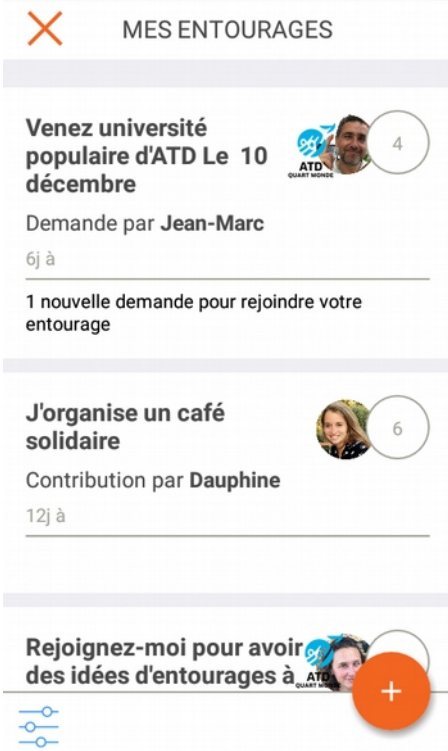 MES ENTOURAGES
Venez université
populaire d'ATD Le 10
décembre
ATD
QUART MONDE
4
Demande par Jean-Marc
6j à
1 nouvelle demande pour rejoindre votre
entourage
J'organise un café
solidaire
6
Contribution par Dauphine
12j à
Rejoignez-moi pour avoir
des idées d'entourages à
ATD
QUART
+